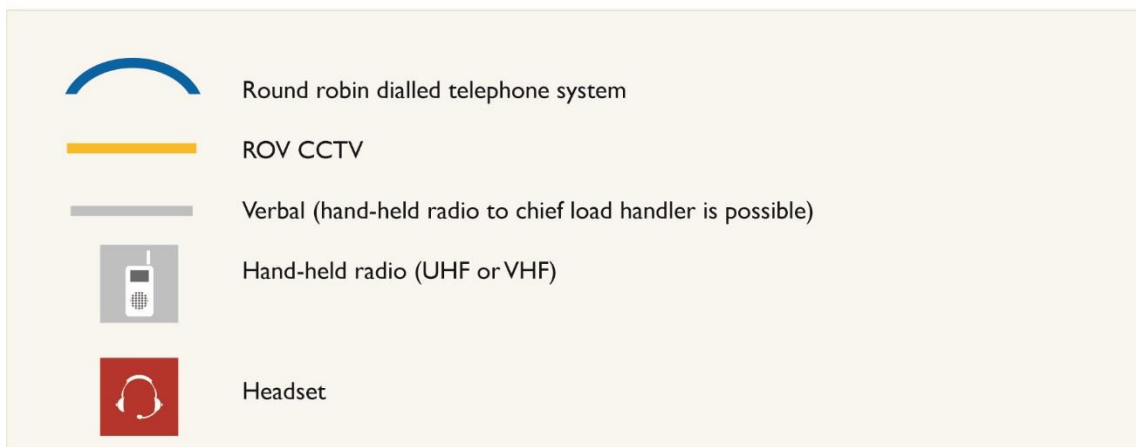 Round robin dialled telephone system
ROV CCTV
Verbal (hand-held radio to chief load handler is possible)
Hand-held radio (UHF or VHF)
Headset